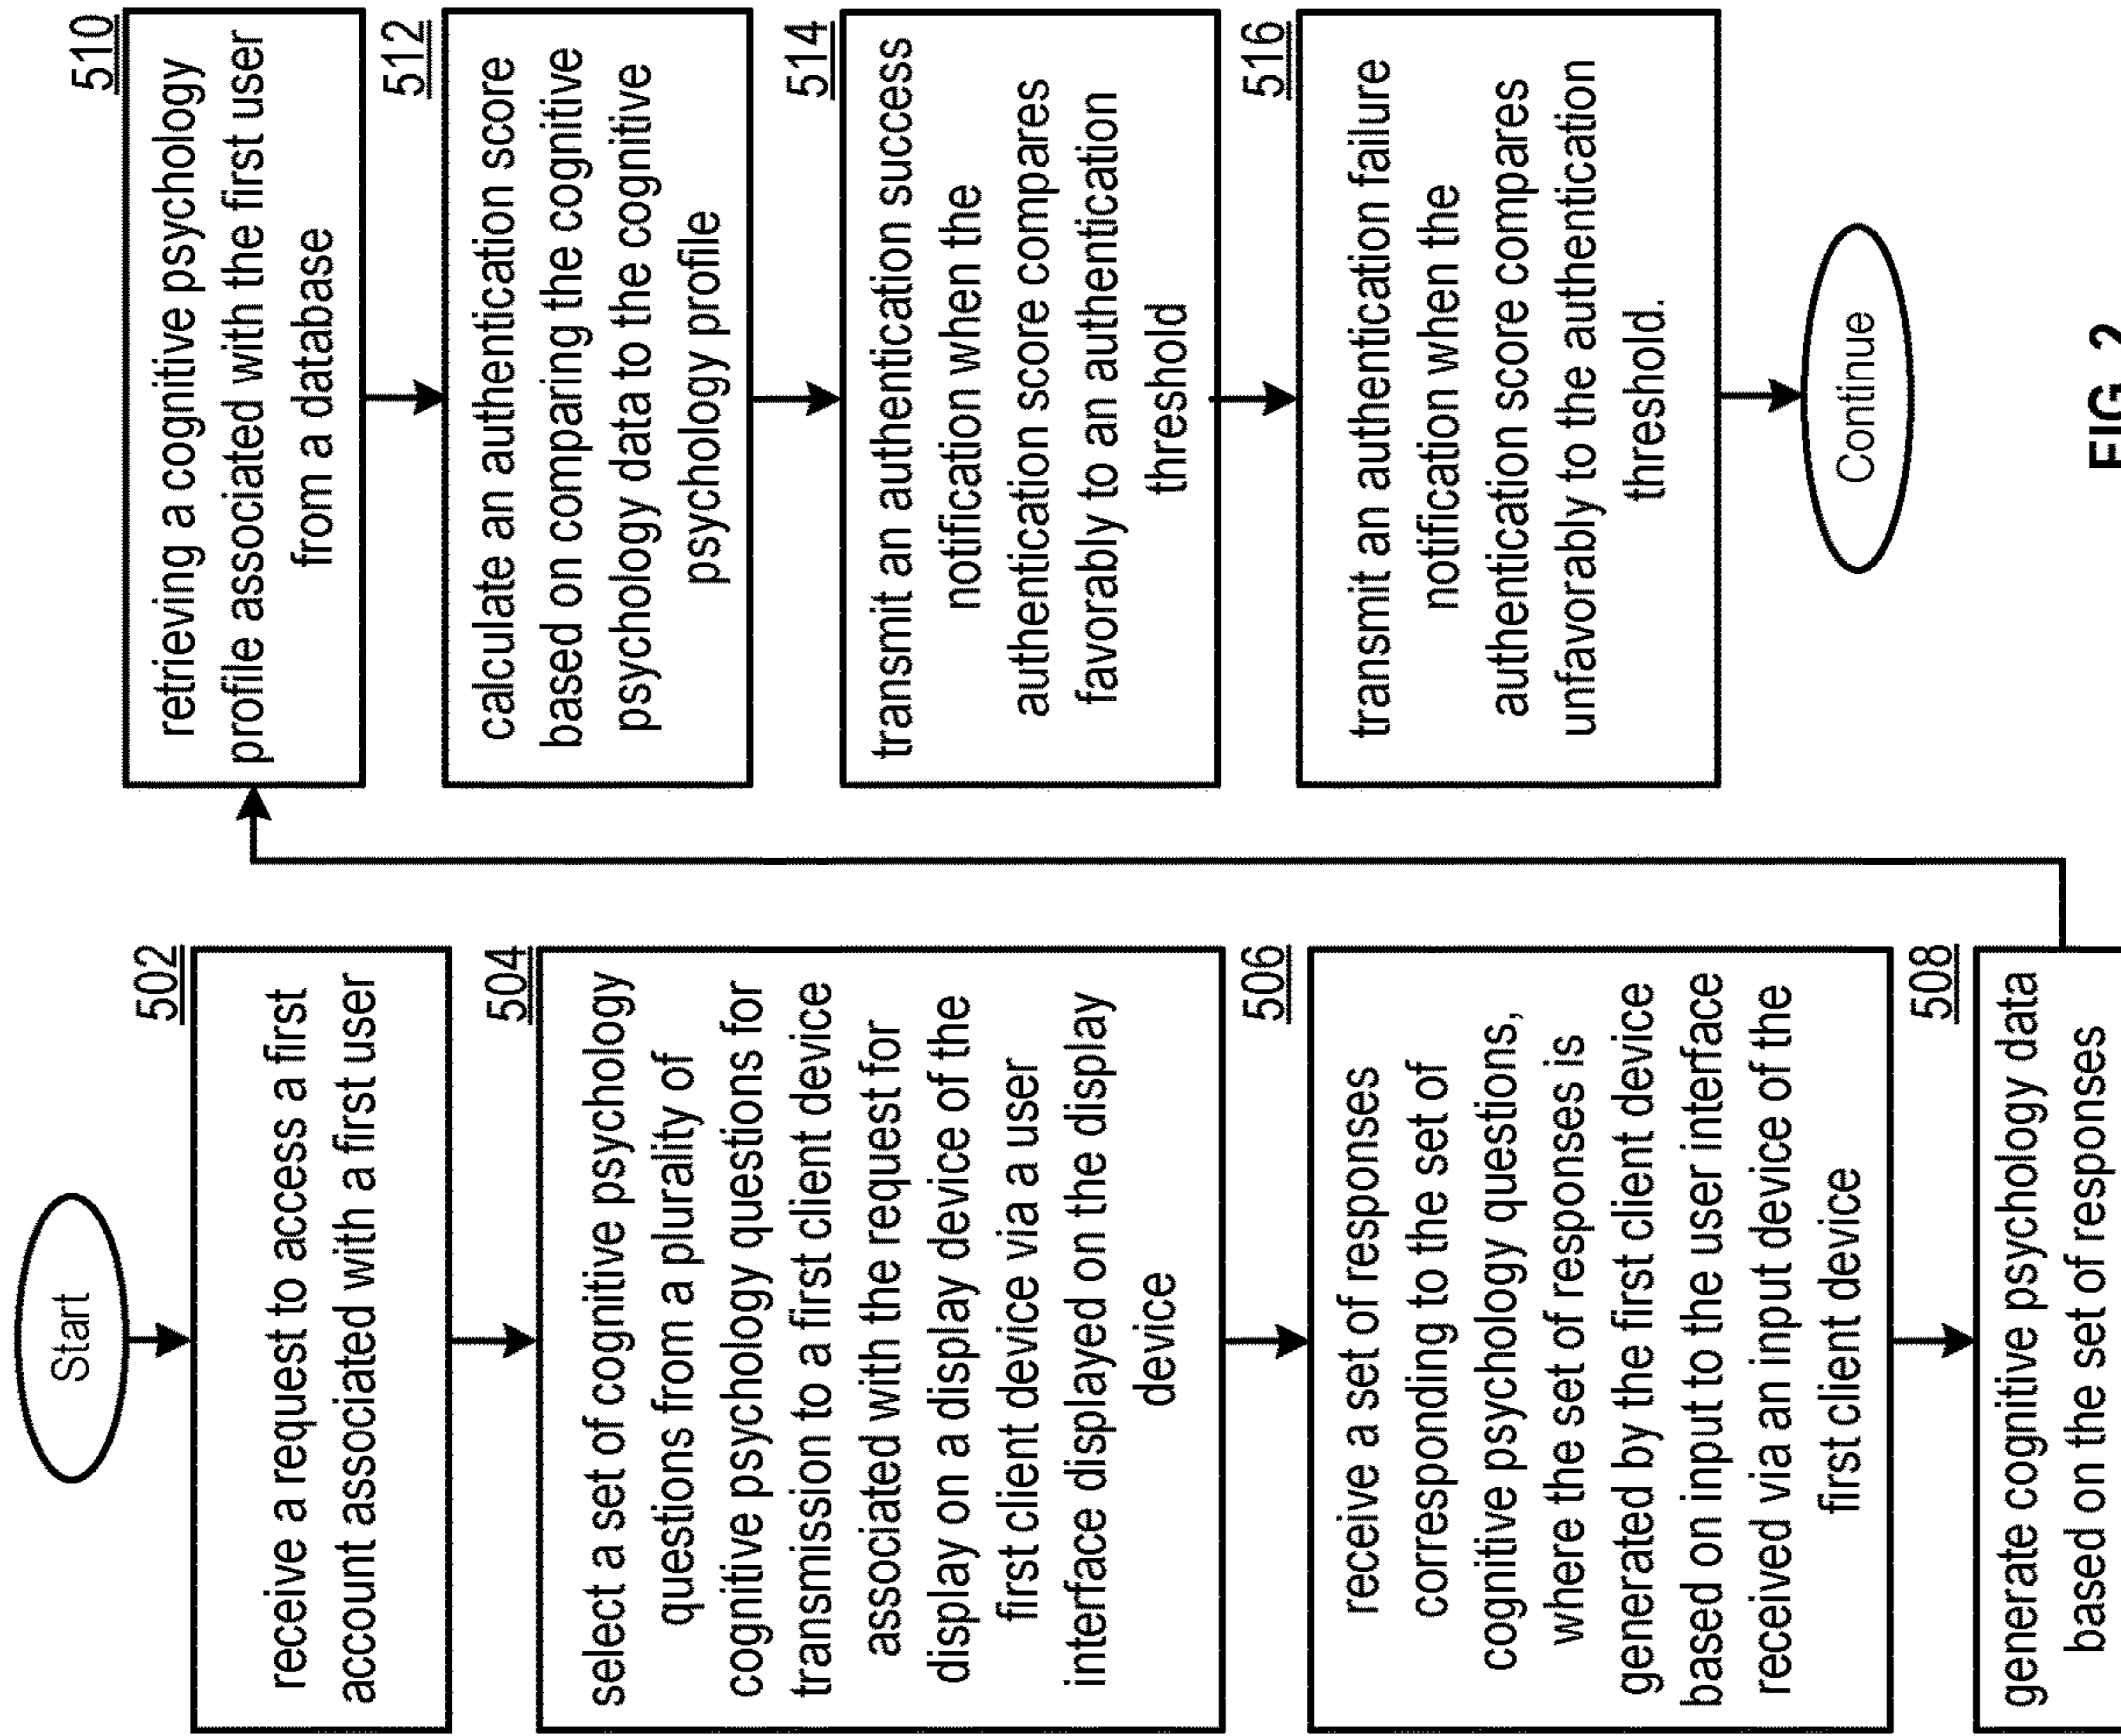 Start
502
receive a request to access a first
account associated with a first user
504
select a set of cognitive psychology
questions from a plurality of
cognitive psychology questions for
transmission to a first client device
associated with the request for
display on a display device of the
first client device via a user
interface displayed on the display
device
506
receive a set of responses
corresponding to the set of
cognitive psychology questions,
where the set of responses is
generated by the first client device
based on input to the user interface
received via an input device of the
first client device
508
generate cognitive psychology data
based on the set of responses
510
retrieving a cognitive psychology
profile associated with the first user
from a database
512
calculate an authentication score
based on comparing the cognitive
psychology data to the cognitive
psychology profile
514
transmit an authentication success
notification when the
authentication score compares
favorably to an authentication
threshold
516
transmit an authentication failure
notification when the
authentication score compares
unfavorably to the authentication
threshold.
Continue
FIG. 2